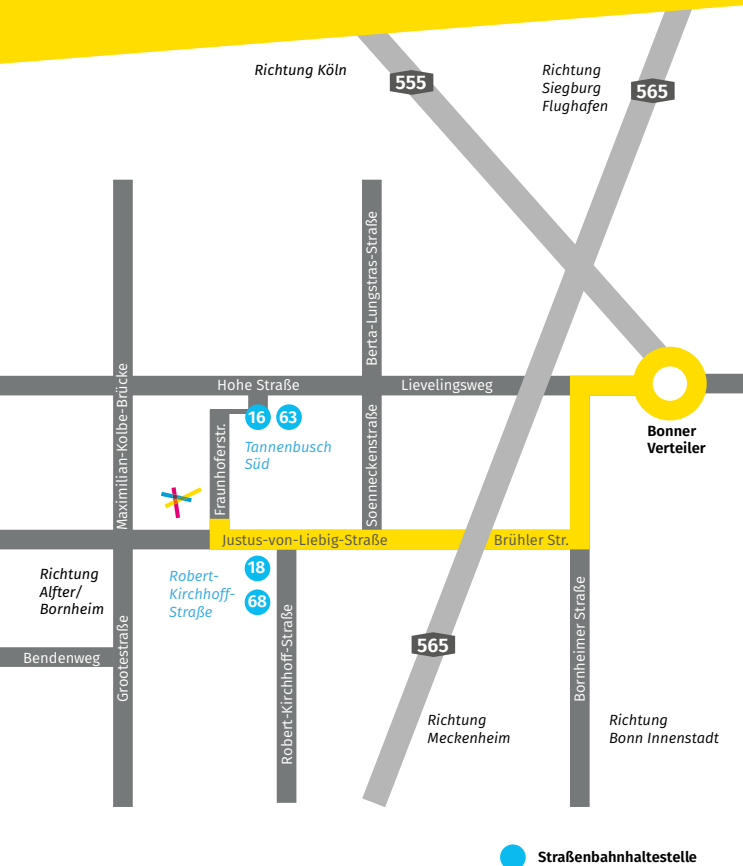 Richtung Köln
555
Richtung
Siegburg
Flughafen
565
Berta-Lungstras-Straße
Maximilian-Kolbe-Brücke
Hohe Straße
Lievelingsweg
16
63
Tannenbusch
Süd
Fraunhoferstr.
Soenneckenstraße
Bonner
Verteiler
Justus-von-Liebig-Straße
Brühler Str.
Richtung
Alfter/
Bornheim
Robert-
Kirchhoff-
Straße
18
68
Bendenweg
Grootestraße
Robert-Kirchhoff-Straße
565
Bornheimer Straße
Richtung
Meckenheim
Richtung
Bonn Innenstadt
Straßenbahnhaltestelle